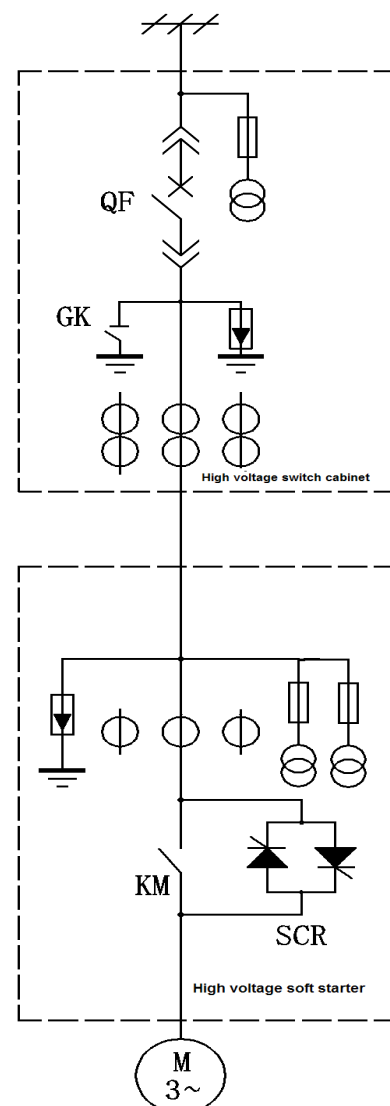 QF
GK
High voltage switch cabinet
KM
SCR
High voltage soft starter
M
3~